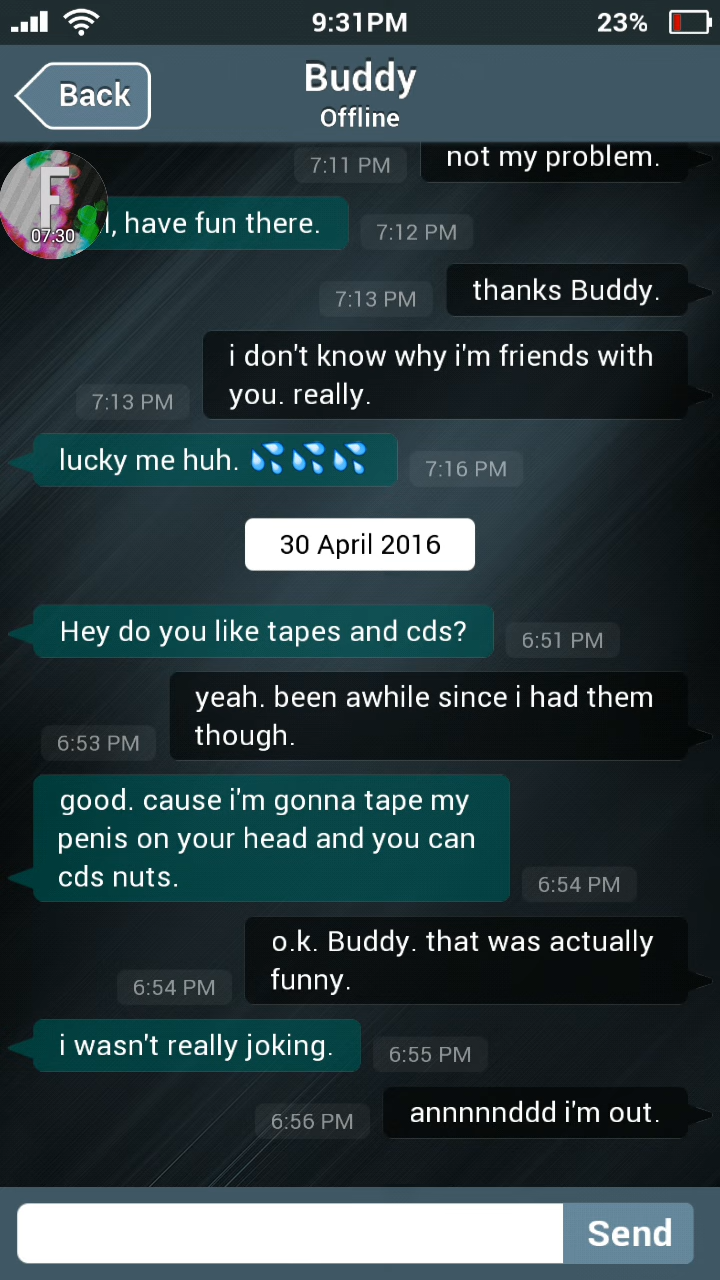 9:31PM
23%
Back
Buddy
Offline
7:11 PM
not my problem.
F
07:30
l, have fun there.
7:12 PM
7:13 PM
thanks Buddy.
i don't know why i'm friends with
you. really.
7:13 PM
lucky me huh. 💦💦💦
7:16 PM
30 April 2016
Hey do you like tapes and cds?
6:51 PM
yeah. been awhile since i had them
though.
6:53 PM
good. cause i'm gonna tape my
penis on your head and you can
cds nuts.
6:54 PM
o.k. Buddy. that was actually
funny.
6:54 PM
i wasn't really joking.
6:55 PM
6:56 PM
annnnnddd i'm out.
Send